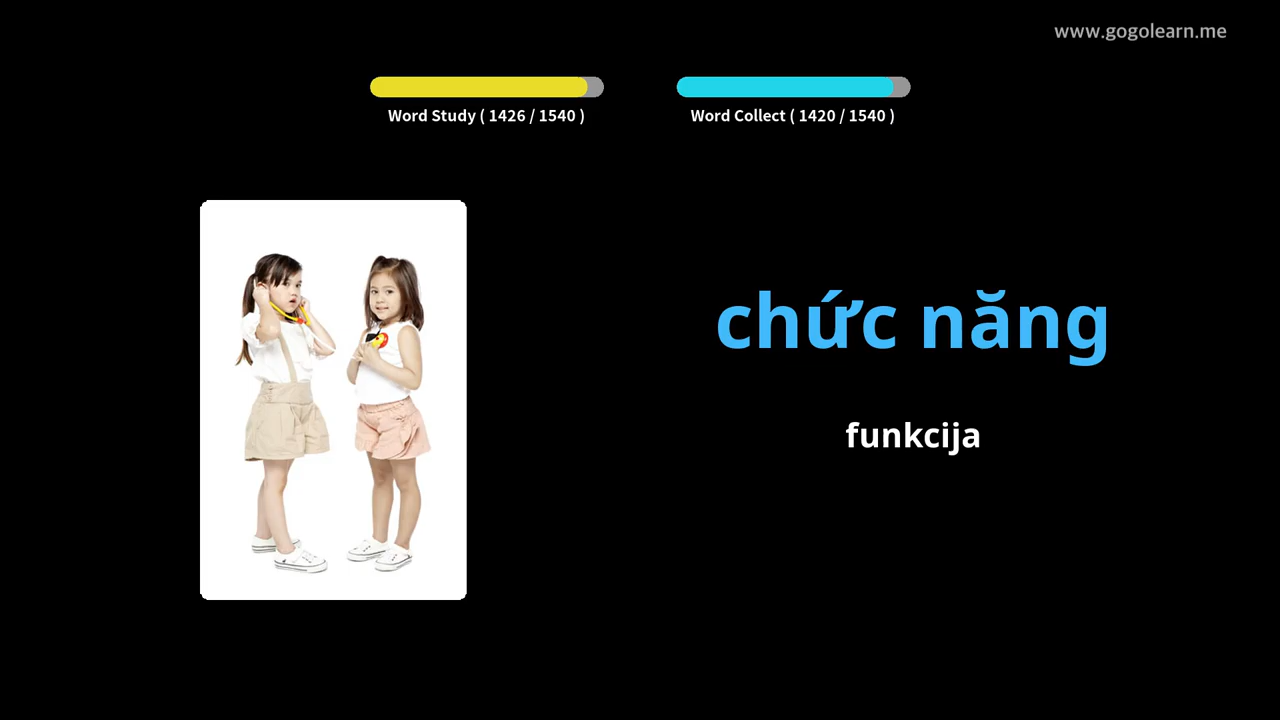 www.gogolearn.me
Word Study ( 1426 / 1540 )
Word Collect ( 1420 / 1540 )
chức năng
funkcija